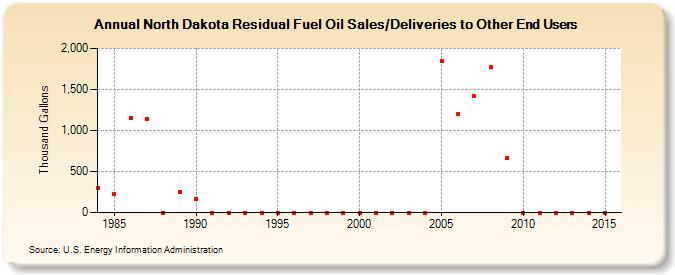 Annual North Dakota Residual Fuel Oil Sales/Deliveries to Other End Users
Thousand Gallons
2,000
1,500
1,000
500
0
1985 1990 1995 2000 2005 2010 2015
Source: U.S. Energy Information Administration